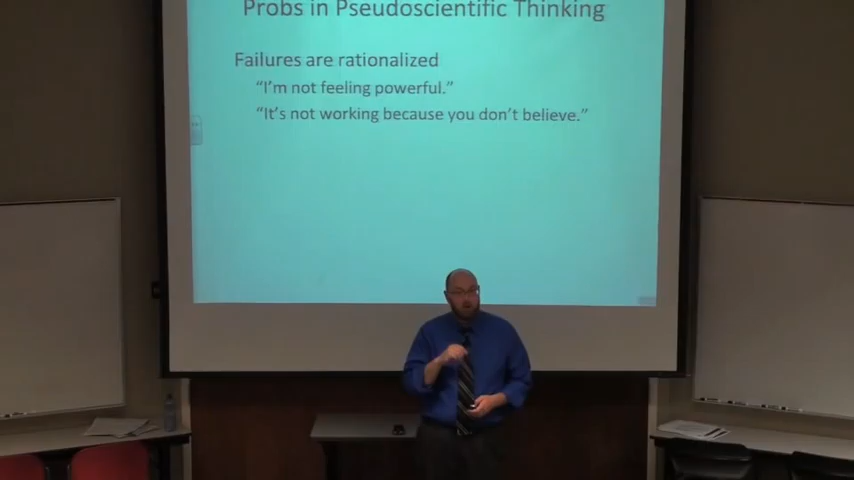 Probs in Pseudoscientific Thinking
Failures are rationalized
“I’m not feeling powerful.”
“It’s not working because you don’t believe.”